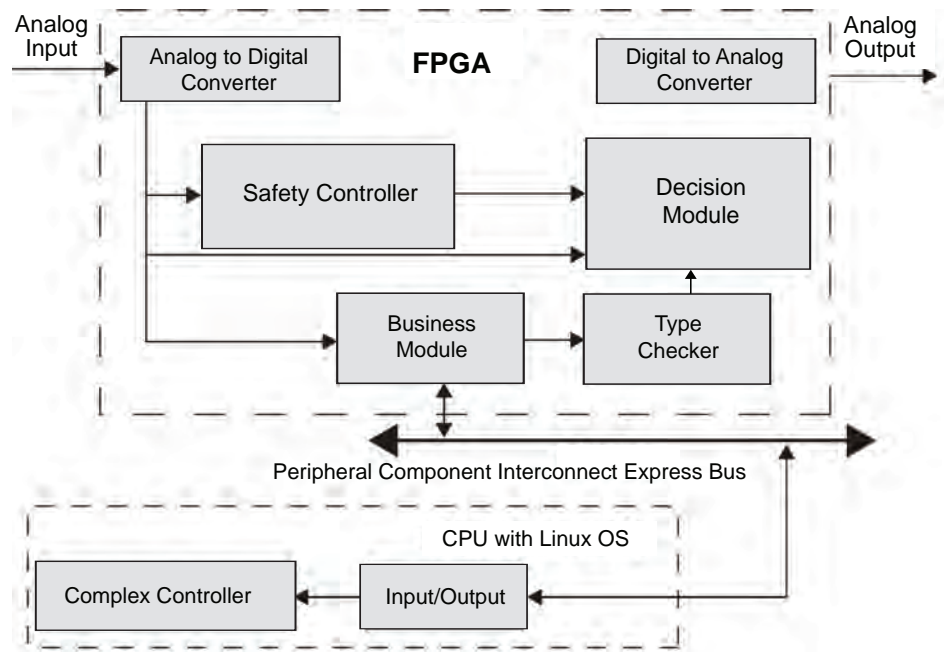 Analog
Input
Analog to Digital
Converter
FPGA
Digital to Analog
Converter
Analog
Output
Safety Controller
Decision
Module
Business
Module
Type
Checker
Peripheral Component Interconnect Express Bus
CPU with Linux OS
Complex Controller
Input/Output